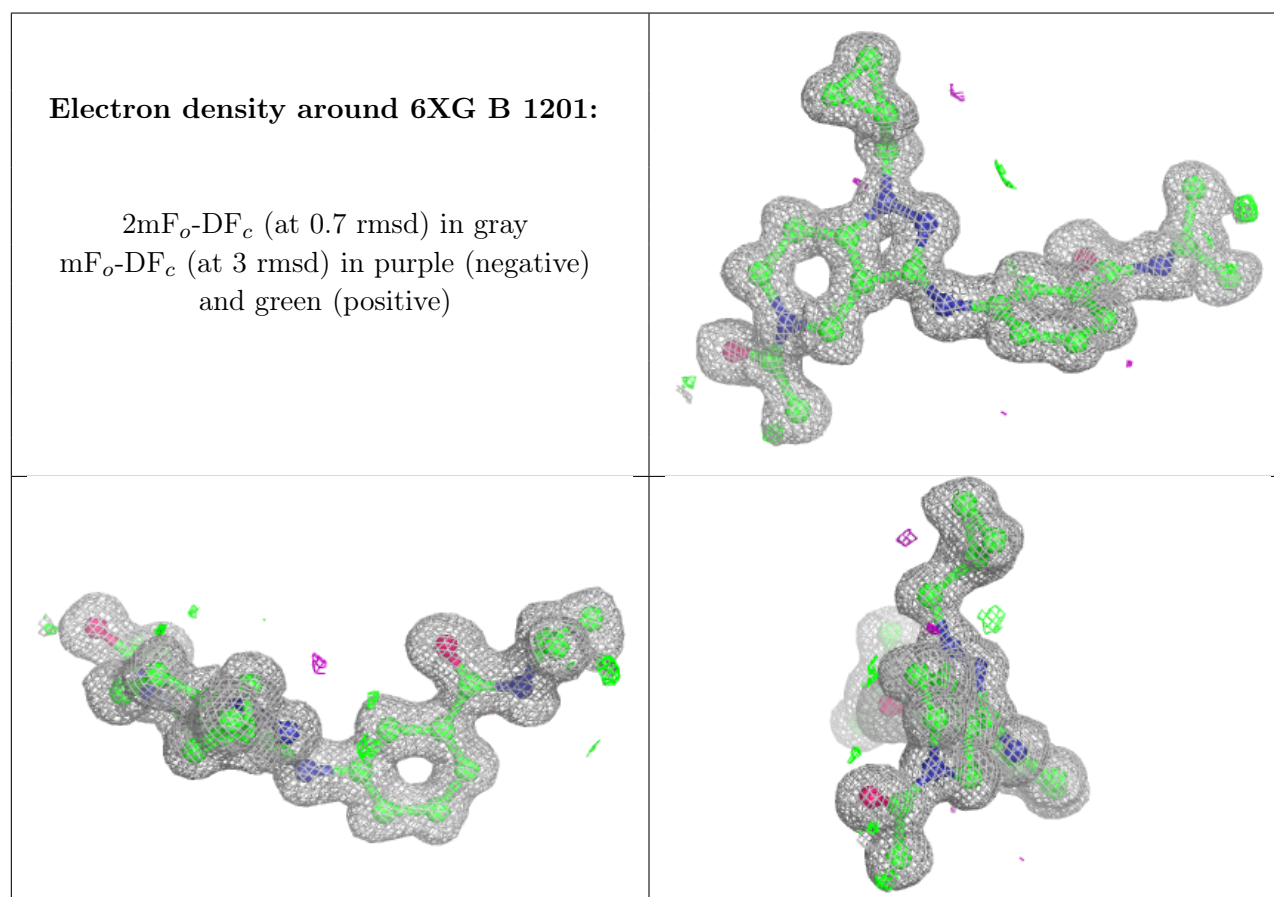 Electron density around 6XG B 1201:
2mFₒ-DF𝒸 (at 0.7 rmsd) in gray
mFₒ-DF𝒸 (at 3 rmsd) in purple (negative)
and green (positive)